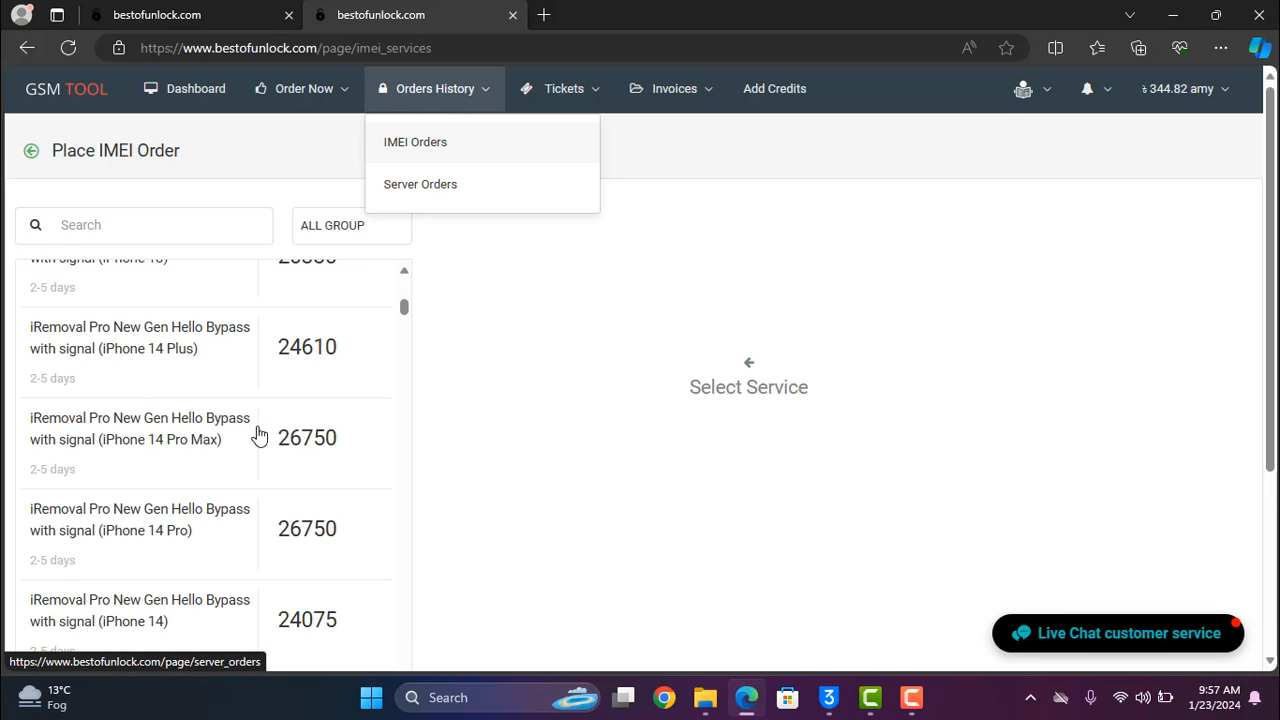 bestofunlock.com
bestofunlock.com
https://www.bestofunlock.com/page/imei_services
GSM TOOL
Dashboard
Order Now
Orders History
Tickets
Invoices
Add Credits
৳ 344.82 amy
IMEI Orders
Server Orders
Place IMEI Order
Search
ALL GROUP
2-5 days
iRemoval Pro New Gen Hello Bypass
with signal (iPhone 14 Plus)
24610
2-5 days
iRemoval Pro New Gen Hello Bypass
with signal (iPhone 14 Pro Max)
26750
2-5 days
iRemoval Pro New Gen Hello Bypass
with signal (iPhone 14 Pro)
26750
2-5 days
iRemoval Pro New Gen Hello Bypass
with signal (iPhone 14)
24075
Select Service
Live Chat customer service
https://www.bestofunlock.com/page/server_orders
13°C
Fog
Search
9:57 AM
1/23/2024